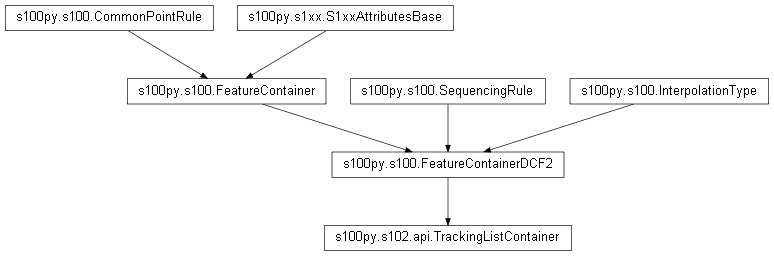 s100py.s100.CommonPointRule
s100py.s1xx.S1xxAttributesBase
s100py.s100.FeatureContainer
s100py.s100.SequencingRule
s100py.s100.InterpolationType
s100py.s100.FeatureContainerDCF2
s100py.s102.api.TrackingListContainer